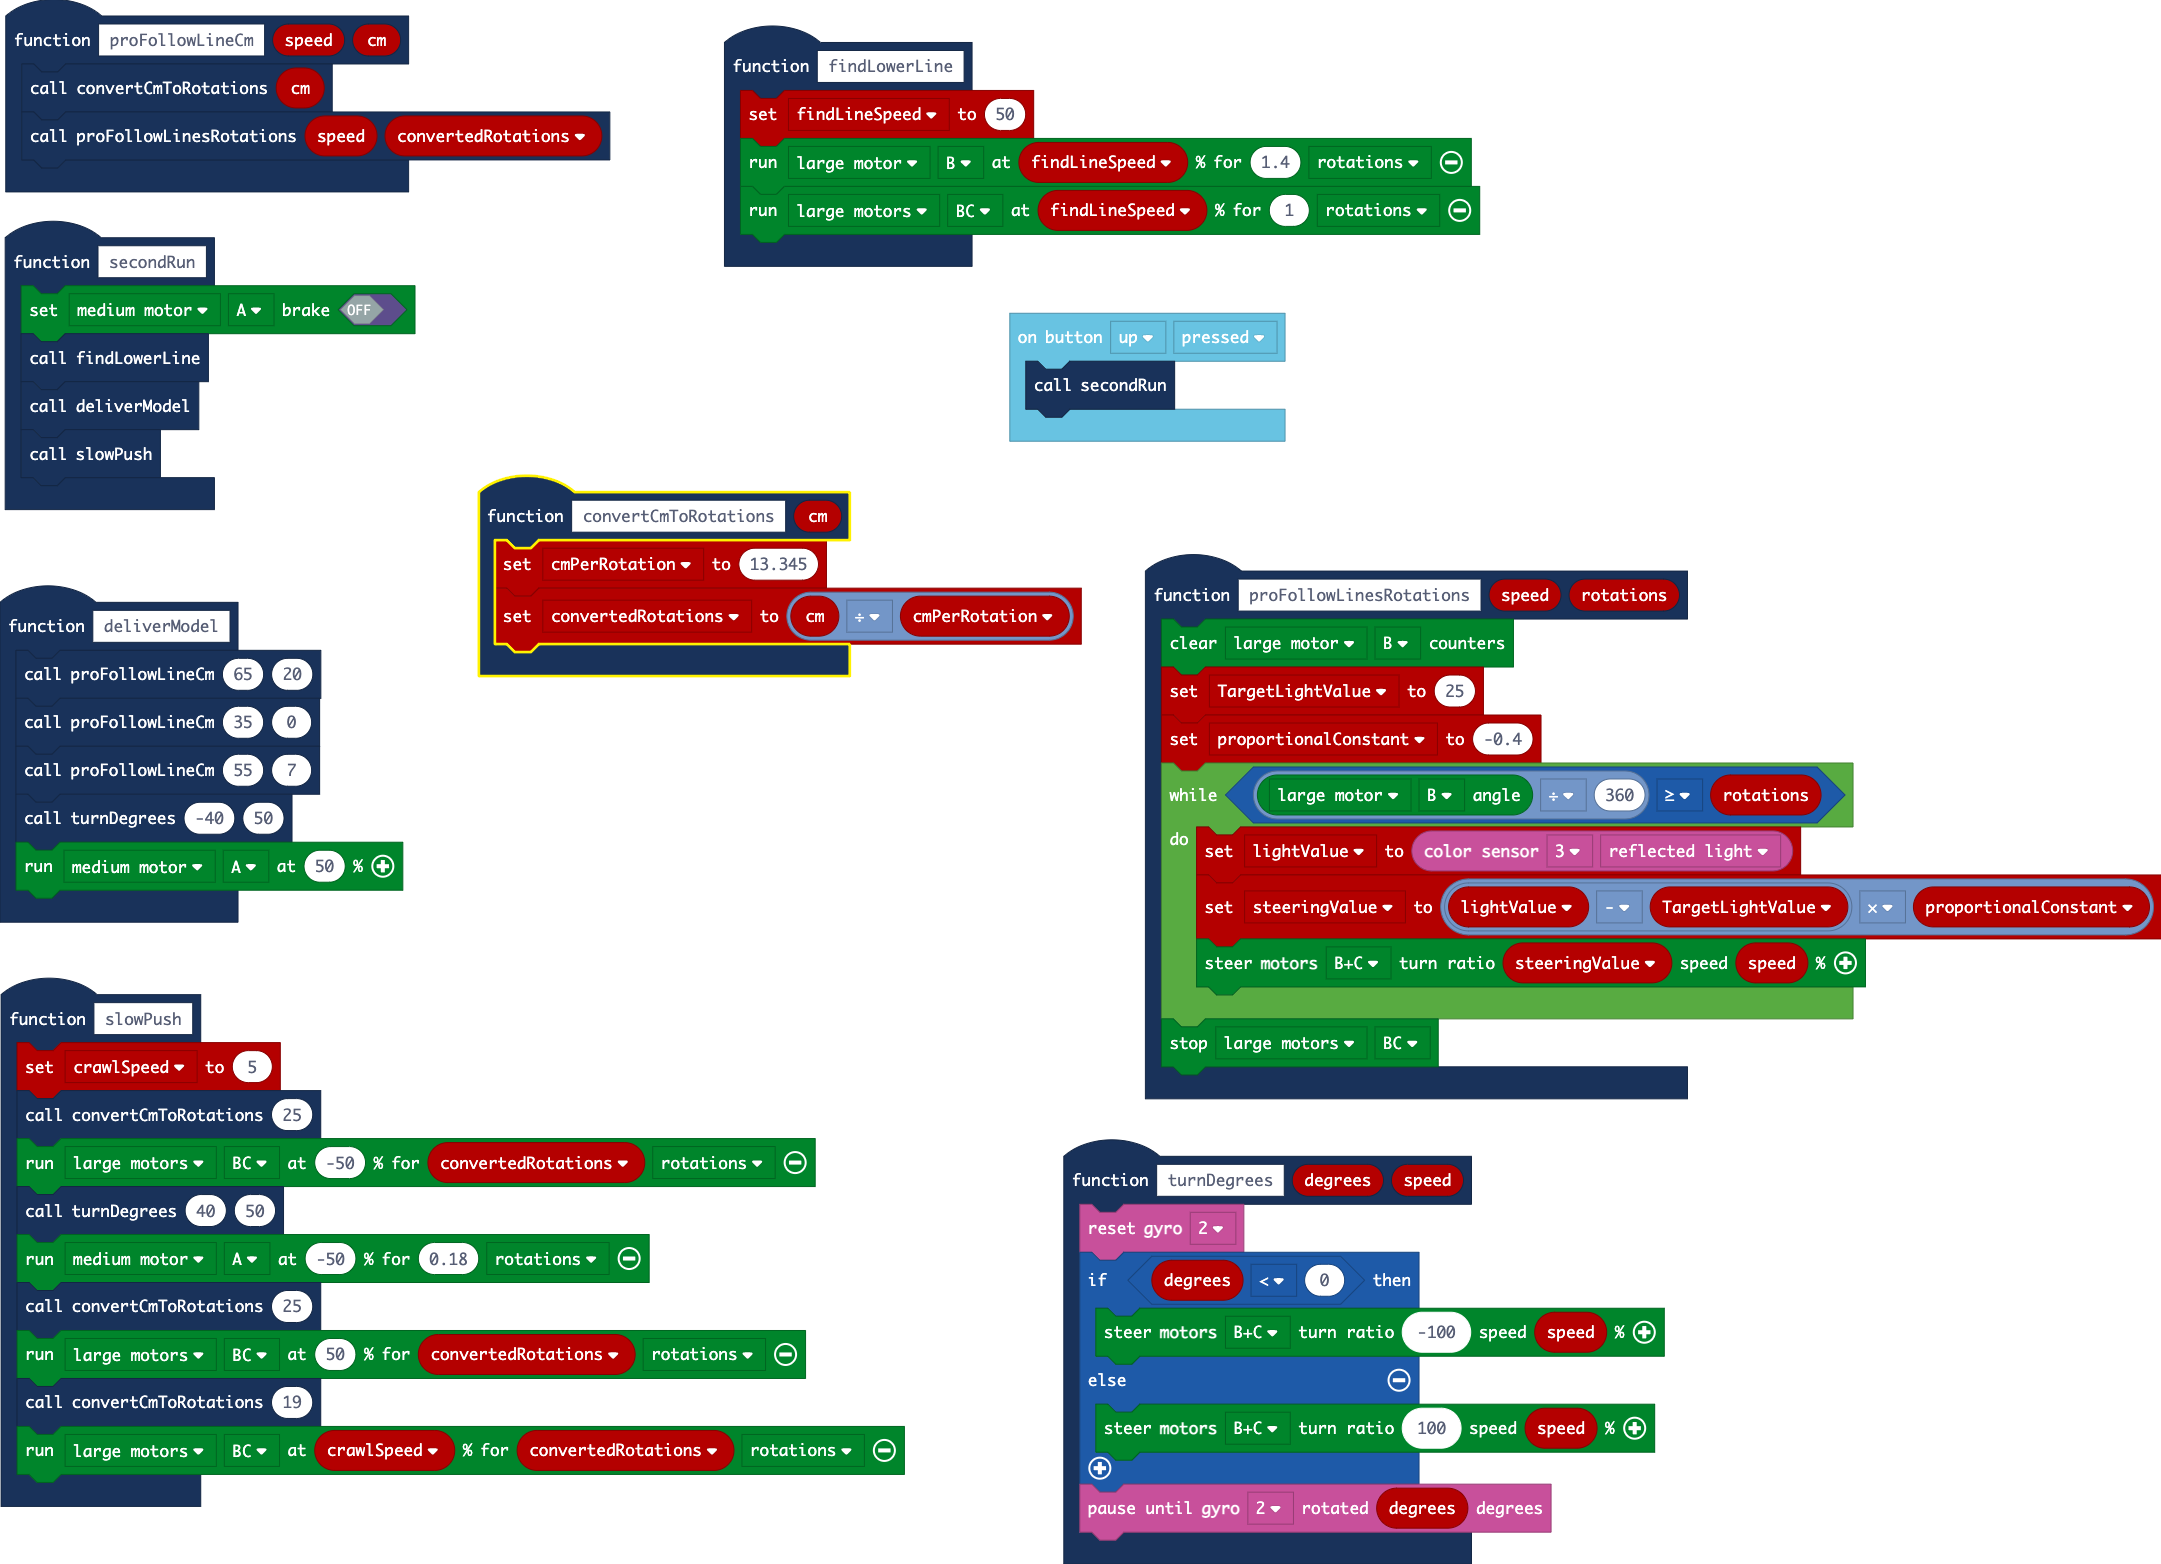 function proFollowLineCm speed cm
call convertCmToRotations cm
call proFollowLinesRotations speed convertedRotations
function findLowerLine
set findLineSpeed to 50
run large motor B at findLineSpeed % for 1.4 rotations
run large motors BC at findLineSpeed % for 1 rotations
function secondRun
set medium motor A brake OFF
call findLowerLine
call deliverModel
call slowPush
on button up pressed
call secondRun
function convertCmToRotations cm
set cmPerRotation to 13.345
set convertedRotations to cm ÷ cmPerRotation
function deliverModel
call proFollowLineCm 65 20
call proFollowLineCm 35 0
call proFollowLineCm 55 7
call turnDegrees -40 50
run medium motor A at 50 %
function proFollowLinesRotations speed rotations
clear large motor B counters
set TargetLightValue to 25
set proportionalConstant to -0.4
while large motor B angle ÷ 360 ≥ rotations
do
set lightValue to color sensor 3 reflected light
set steeringValue to lightValue - TargetLightValue × proportionalConstant
steer motors B+C turn ratio steeringValue speed speed %
stop large motors BC
function slowPush
set crawlSpeed to 5
call convertCmToRotations 25
run large motors BC at -50 % for convertedRotations rotations
call turnDegrees 40 50
run medium motor A at -50 % for 0.18 rotations
call convertCmToRotations 25
run large motors BC at 50 % for convertedRotations rotations
call convertCmToRotations 19
run large motors BC at crawlSpeed % for convertedRotations rotations
function turnDegrees degrees speed
reset gyro 2
if degrees < 0 then
steer motors B+C turn ratio -100 speed speed %
else
steer motors B+C turn ratio 100 speed speed %
pause until gyro 2 rotated degrees degrees